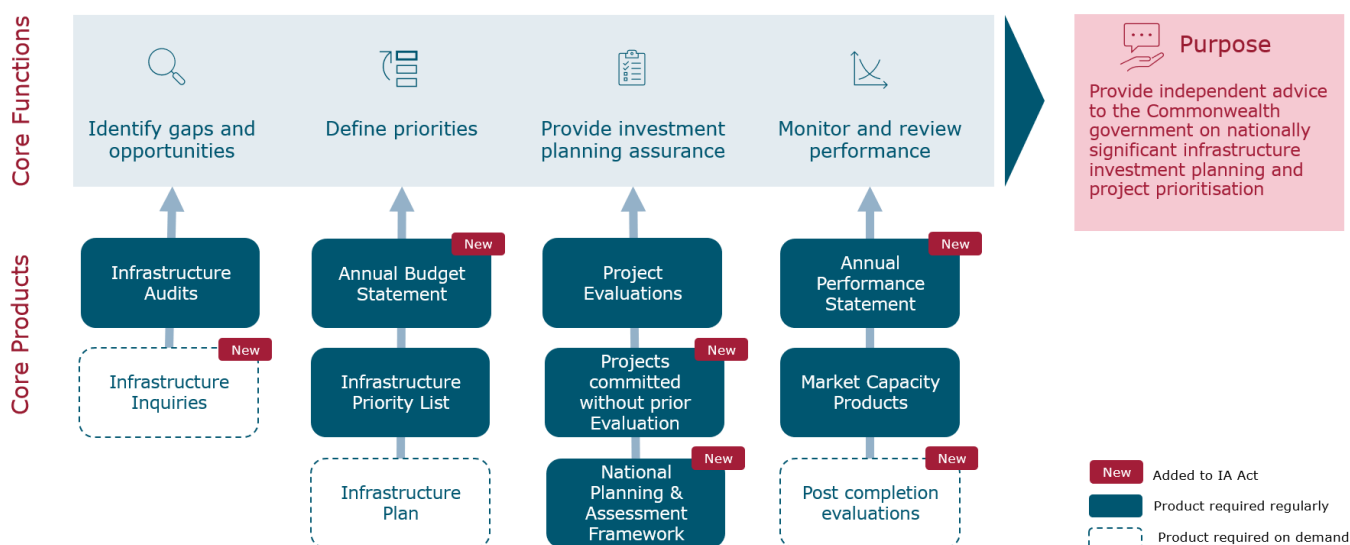 Core Functions
Identify gaps and
opportunities
Define priorities
Provide investment
planning assurance
Monitor and review
performance
Purpose
Provide independent advice
to the Commonwealth
government on nationally
significant infrastructure
investment planning and
project prioritisation
Core Products
Infrastructure
Audits
New
Infrastructure
Inquiries
New
Annual Budget
Statement
Infrastructure
Priority List
Infrastructure
Plan
Project
Evaluations
New
Projects
committed
without prior
Evaluation
New
National
Planning &
Assessment
Framework
New
Annual
Performance
Statement
Market Capacity
Products
New
Post completion
evaluations
New
Added to IA Act
Product required regularly
Product required on demand